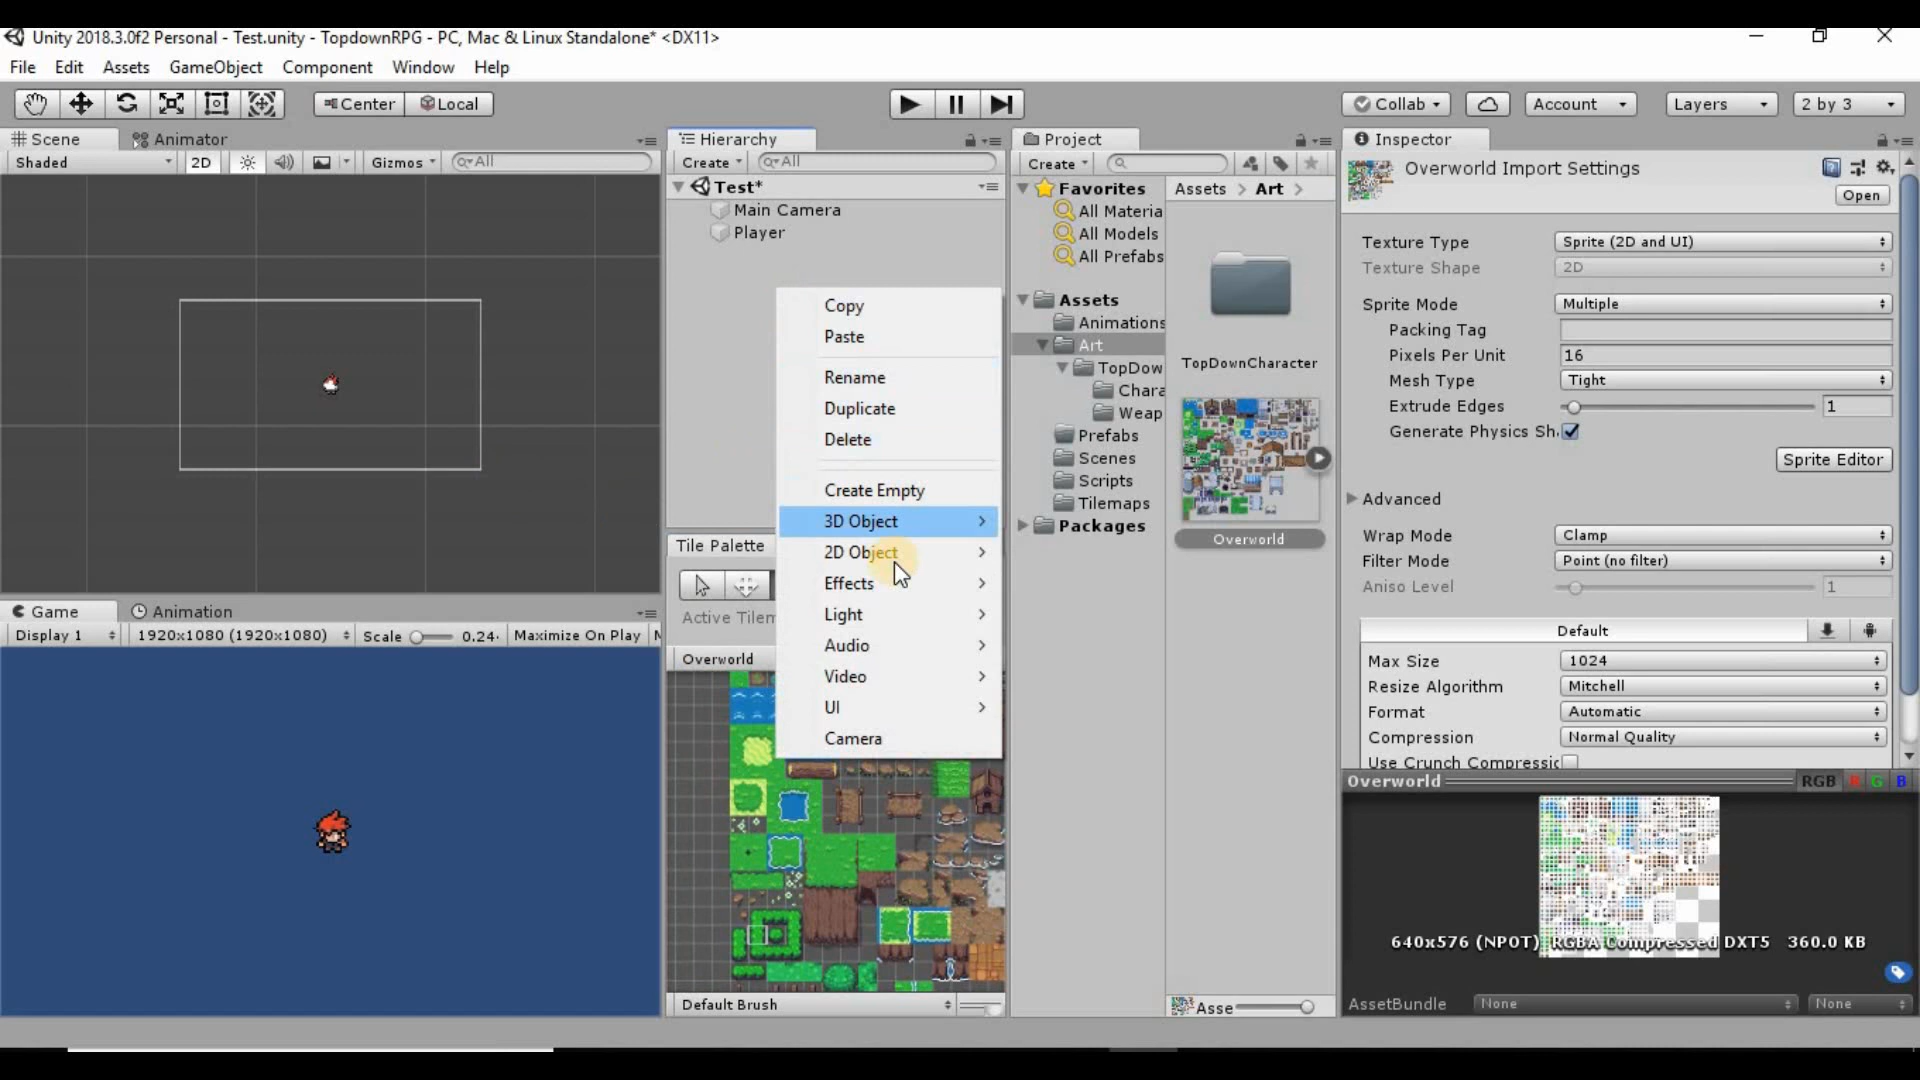 Unity 2018.3.0f2 Personal - Test.unity - TopdownRPG - PC, Mac & Linux Standalone* <DX11>
File Edit Assets GameObject Component Window Help
Center Local Collab Account Layers 2 by 3
Scene Animator
Shaded 2D Gizmos All
Hierarchy
Create All
Test*
Main Camera
Player
Copy
Paste
Rename
Duplicate
Delete
Create Empty
3D Object
2D Object
Effects
Light
Audio
Video
UI
Camera
Tile Palette
Active Tilem
Overworld
Default Brush
Game Animation
Display 1 1920x1080 (1920x1080) Scale 0.24 Maximize On Play
Project
Create
Favorites
All Materia
All Models
All Prefabs
Assets
Animations
Art
TopDow
Chara
Weap
Prefabs
Scenes
Scripts
Tilemaps
Packages
Assets > Art >
TopDownCharacter
Overworld
Asse
Inspector
Overworld Import Settings
Open
Texture Type Sprite (2D and UI)
Texture Shape 2D
Sprite Mode Multiple
Packing Tag
Pixels Per Unit 16
Mesh Type Tight
Extrude Edges 1
Generate Physics Sh
Sprite Editor
Advanced
Wrap Mode Clamp
Filter Mode Point (no filter)
Aniso Level 1
Default
Max Size 1024
Resize Algorithm Mitchell
Format Automatic
Compression Normal Quality
Use Crunch Compressic
Overworld RGB R G B
640x576 (NPOT) RGBA Compressed DXT5 360.0 KB
AssetBundle None None